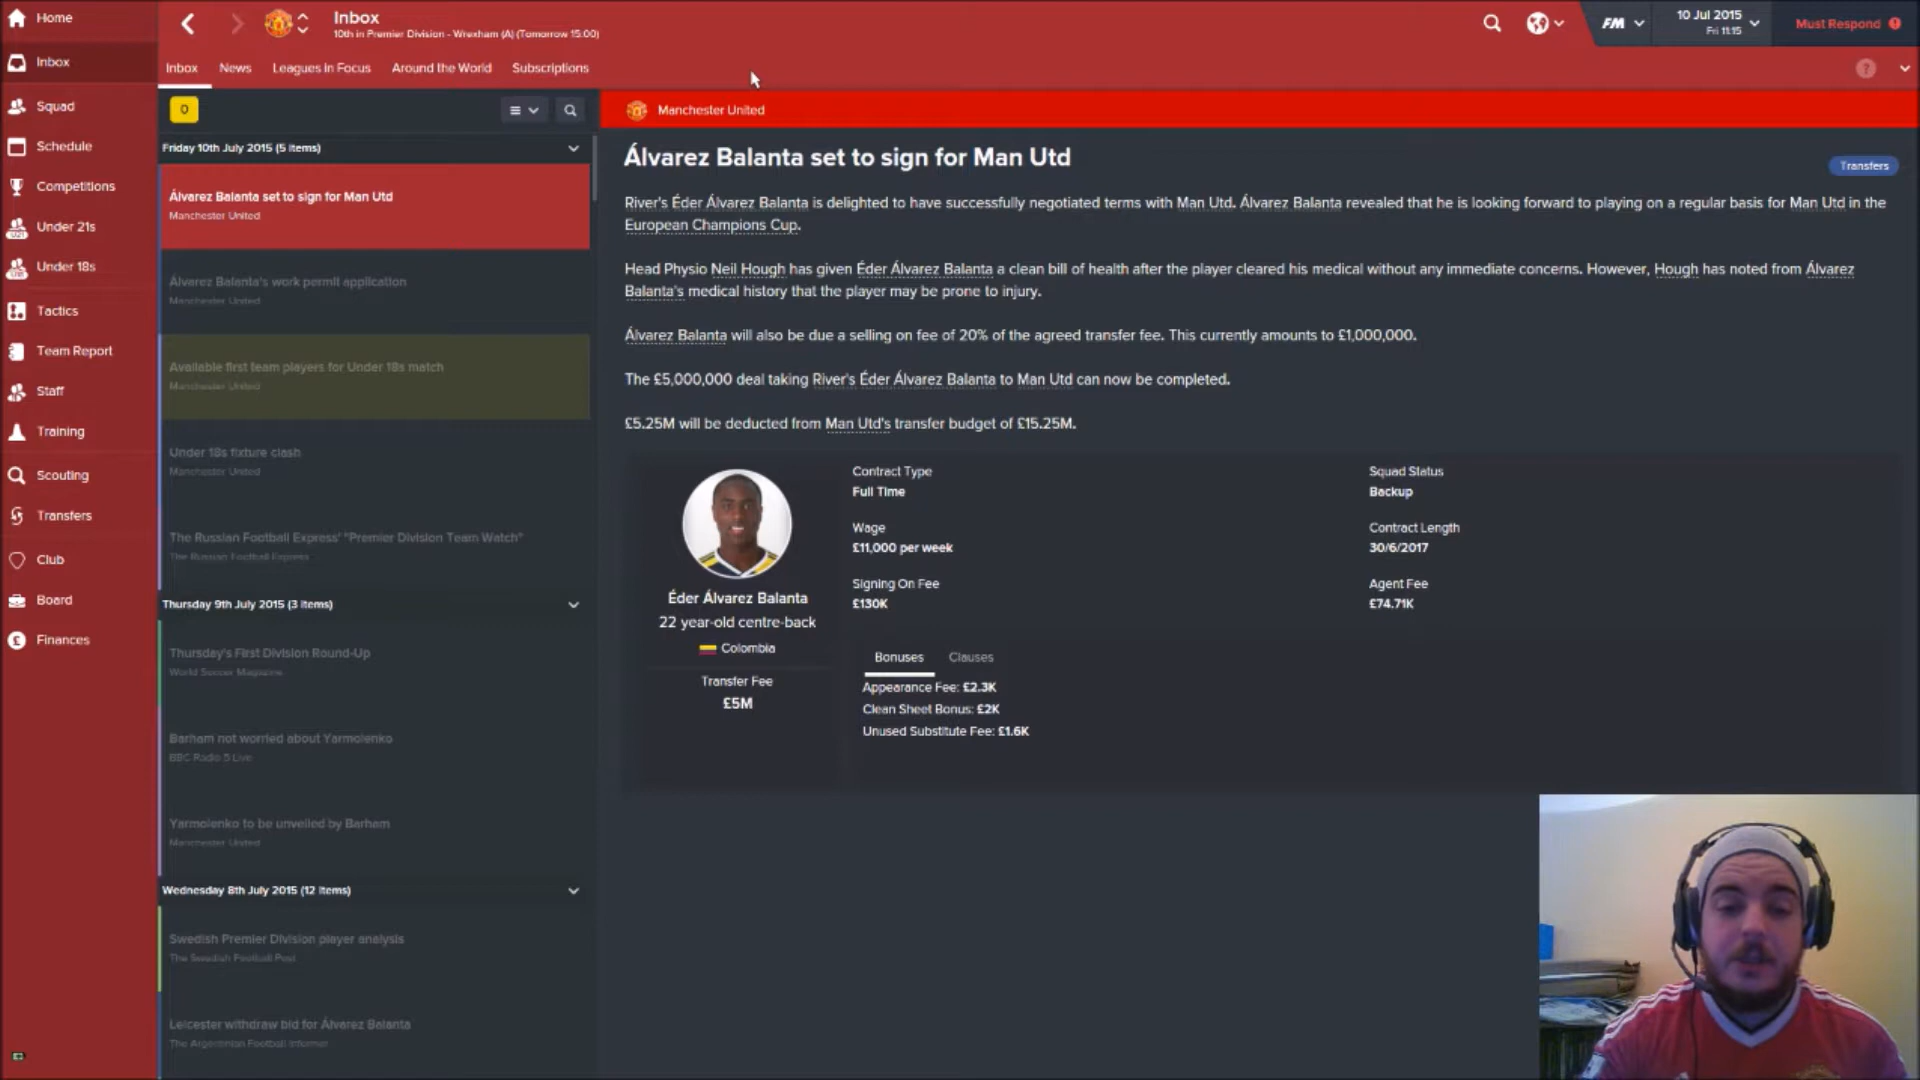 Home
Inbox
Squad
Schedule
Competitions
Under 21s
Under 18s
Tactics
Team Report
Staff
Training
Scouting
Transfers
Club
Board
Finances
Inbox
10th in Premier Division - Wrexham (A) (Tomorrow 15:00)
FM
10 Jul 2015
Fri 11:15
Must Respond
Inbox
News
Leagues in Focus
Around the World
Subscriptions
?
0
Friday 10th July 2015 (5 items)
Álvarez Balanta set to sign for Man Utd
Manchester United
Álvarez Balanta's work permit application
Manchester United
Available first team players for Under 18s match
Manchester United
Under 18s fixture clash
Manchester United
The Russian Football Express' "Premier Division Team Watch"
The Russian Football Express
Thursday 9th July 2015 (3 items)
Thursday's First Division Round-Up
World Soccer Magazine
Barham not worried about Yarmolenko
BBC Radio 5 Live
Yarmolenko to be unveiled by Barham
Manchester United
Wednesday 8th July 2015 (12 items)
Swedish Premier Division player analysis
The Swedish Football Post
Leicester withdraw bid for Álvarez Balanta
The Argentinian Football Informer
Manchester United
Álvarez Balanta set to sign for Man Utd
Transfers
River's Éder Álvarez Balanta is delighted to have successfully negotiated terms with Man Utd. Álvarez Balanta revealed that he is looking forward to playing on a regular basis for Man Utd in the
European Champions Cup.
Head Physio Neil Hough has given Éder Álvarez Balanta a clean bill of health after the player cleared his medical without any immediate concerns. However, Hough has noted from Álvarez
Balanta's medical history that the player may be prone to injury.
Álvarez Balanta will also be due a selling on fee of 20% of the agreed transfer fee. This currently amounts to £1,000,000.
The £5,000,000 deal taking River's Éder Álvarez Balanta to Man Utd can now be completed.
£5.25M will be deducted from Man Utd's transfer budget of £15.25M.
Éder Álvarez Balanta
22 year-old centre-back
Colombia
Transfer Fee
£5M
Contract Type
Full Time
Squad Status
Backup
Wage
£11,000 per week
Contract Length
30/6/2017
Signing On Fee
£130K
Agent Fee
£74.71K
Bonuses
Clauses
Appearance Fee: £2.3K
Clean Sheet Bonus: £2K
Unused Substitute Fee: £1.6K